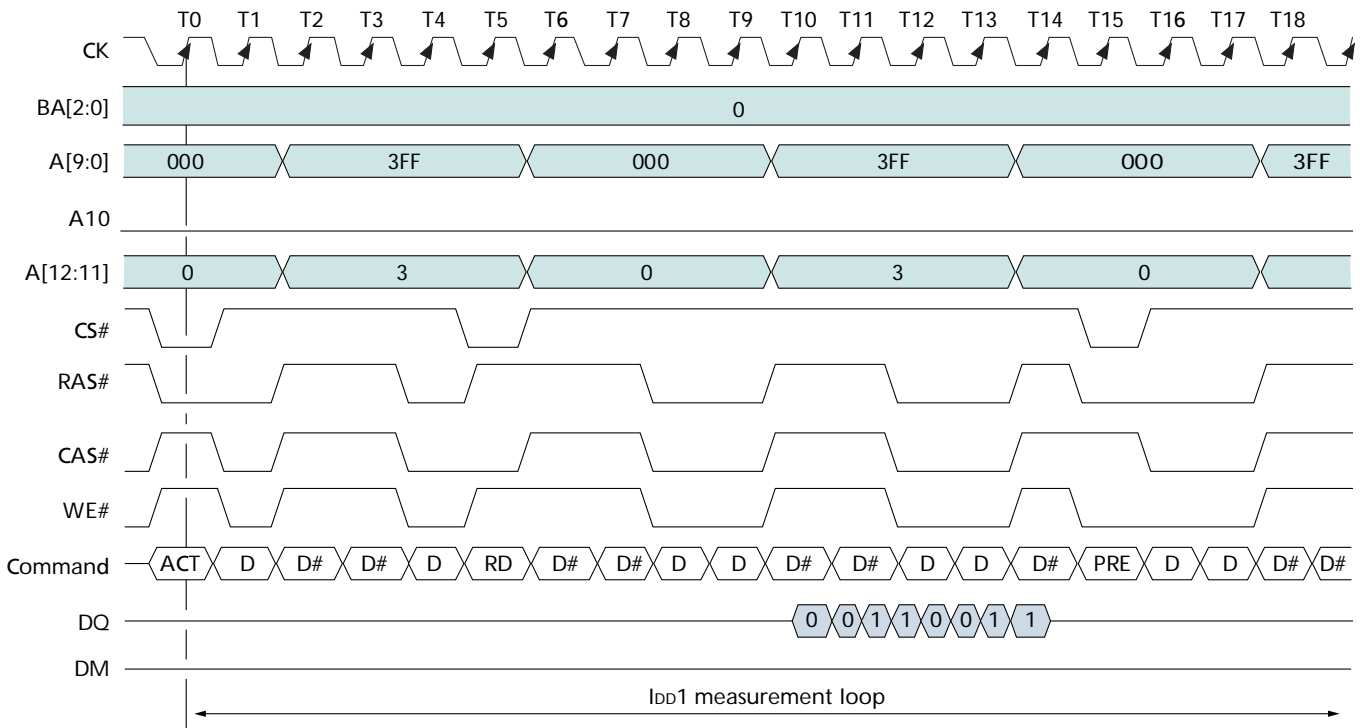 T0 T1 T2 T3 T4 T5 T6 T7 T8 T9 T10 T11 T12 T13 T14 T15 T16 T17 T18
CK
BA[2:0] 0
A[9:0] 000 3FF 000 3FF 000 3FF
A10
A[12:11] 0 3 0 3 0
CS#
RAS#
CAS#
WE#
Command ACT D D# D# D RD D# D# D D D# D# D D D# PRE D D D# D#
DQ 0 0 1 1 0 0 1 1
DM
IDD1 measurement loop